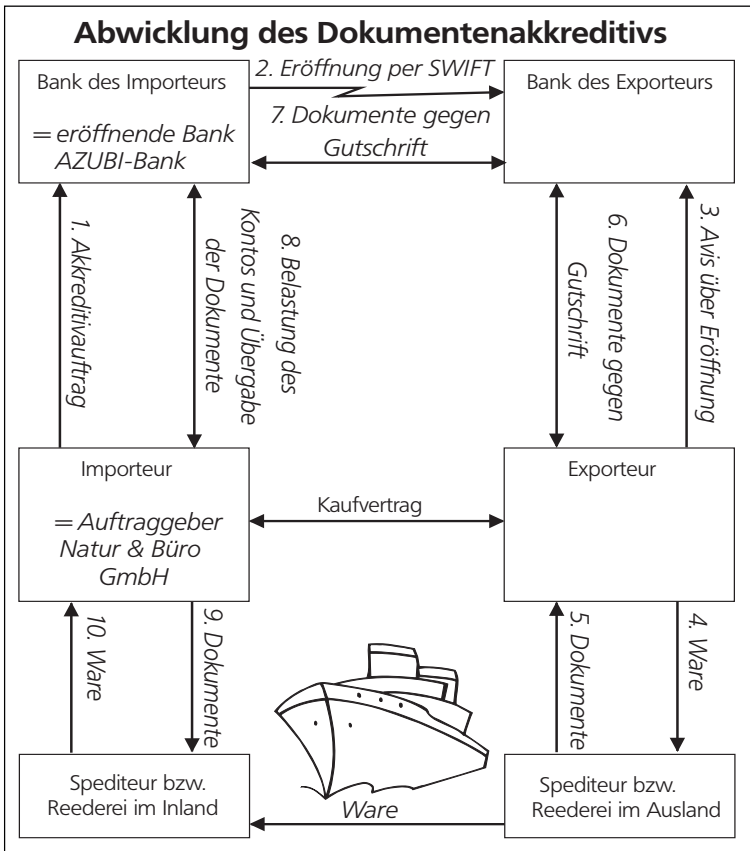 Abwicklung des Dokumentenakkreditivs
Bank des Importeurs
= eröffnende Bank
AZUBI-Bank
2. Eröffnung per SWIFT
7. Dokumente gegen
Gutschrift
Bank des Exporteurs
1. Akkreditivauftrag
8. Belastung des
Kontos und Übergabe
der Dokumente
6. Dokumente gegen
Gutschrift
3. Avis über Eröffnung
Importeur
= Auftraggeber
Natur & Büro
GmbH
Kaufvertrag
Exporteur
10. Ware
9. Dokumente
5. Dokumente
4. Ware
Spediteur bzw.
Reederei im Inland
Ware
Spediteur bzw.
Reederei im Ausland